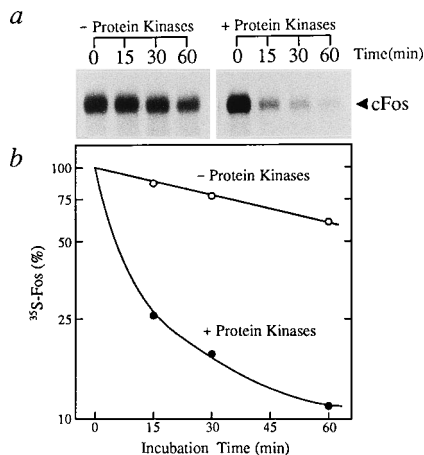 a
− Protein Kinases + Protein Kinases
0 15 30 60 0 15 30 60 Time(min)
◄ cFos
b
100
75
50
25
10
³⁵S-Fos (%)
− Protein Kinases
+ Protein Kinases
0 15 30 45 60
Incubation Time (min)